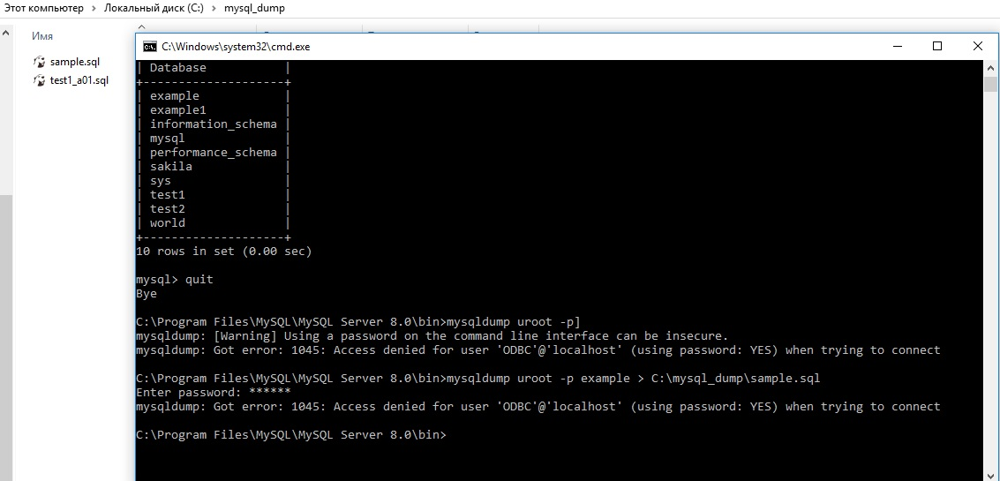 Этот компьютер > Локальный диск (C:) > mysql_dump
Имя
sample.sql
test1_a01.sql
C:\Windows\system32\cmd.exe
| Database           |
+--------------------+
| example            |
| example1           |
| information_schema |
| mysql              |
| performance_schema |
| sakila             |
| sys                |
| test1              |
| test2              |
| world              |
+--------------------+
10 rows in set (0.00 sec)
mysql> quit
Bye
C:\Program Files\MySQL\MySQL Server 8.0\bin>mysqldump uroot -p]
mysqldump: [Warning] Using a password on the command line interface can be insecure.
mysqldump: Got error: 1045: Access denied for user 'ODBC'@'localhost' (using password: YES) when trying to connect
C:\Program Files\MySQL\MySQL Server 8.0\bin>mysqldump uroot -p example > C:\mysql_dump\sample.sql
Enter password: ******
mysqldump: Got error: 1045: Access denied for user 'ODBC'@'localhost' (using password: YES) when trying to connect
C:\Program Files\MySQL\MySQL Server 8.0\bin>